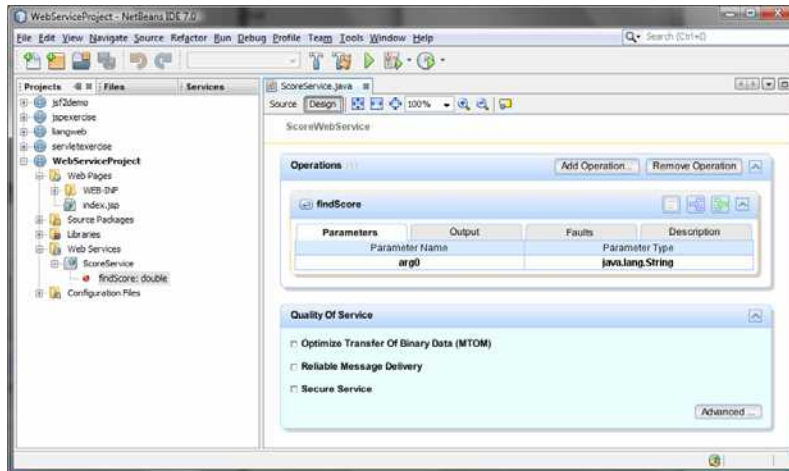 WebServiceProject - NetBeans IDE 7.0
File Edit View Navigate Source Refactor Run Debug Profile Team Tools Window Help
Search (Ctrl+I)
Projects Files Services
ScoreService.java
Source Design 100%
jsf2demo
jspexercise
liangweb
servletexercise
WebServiceProject
Web Pages
WEB-INF
index.jsp
Source Packages
Libraries
Web Services
ScoreService
findScore: double
Configuration Files
ScoreWebService
Operations (1) Add Operation... Remove Operation
findScore
Parameters Output Faults Description
Parameter Name Parameter Type
arg0 java.lang.String
Quality Of Service
Optimize Transfer Of Binary Data (MTOM)
Reliable Message Delivery
Secure Service
Advanced ...